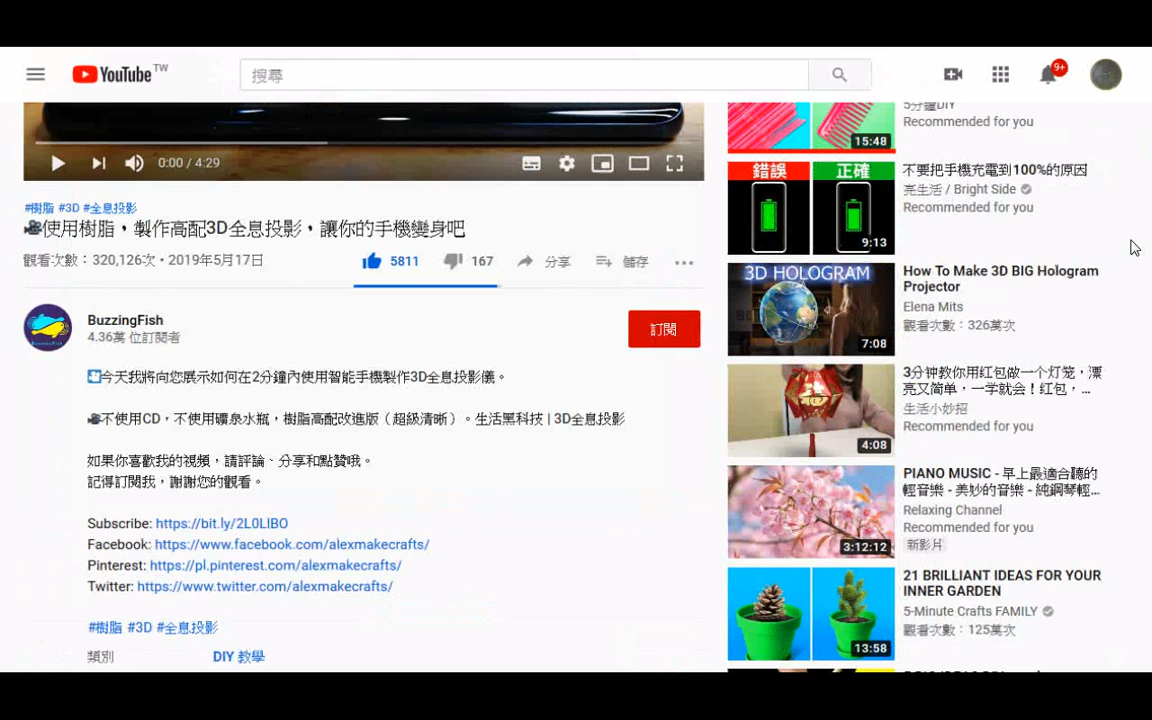 YouTube TW
搜尋
9+
0:00 / 4:29
#樹脂 #3D #全息投影
使用樹脂，製作高配3D全息投影，讓你的手機變身吧
觀看次數：320,126次 • 2019年5月17日
5811
167
分享
儲存
BuzzingFish
4.36萬 位訂閱者
訂閱
今天我將向您展示如何在2分鐘內使用智能手機製作3D全息投影儀。
不使用CD，不使用礦泉水瓶，樹脂高配改進版（超級清晰）。生活黑科技 | 3D全息投影
如果你喜歡我的視頻，請評論、分享和點贊哦。
記得訂閱我，謝謝您的觀看。
Subscribe: https://bit.ly/2L0LlBO
Facebook: https://www.facebook.com/alexmakecrafts/
Pinterest: https://pl.pinterest.com/alexmakecrafts/
Twitter: https://www.twitter.com/alexmakecrafts/
#樹脂 #3D #全息投影
類別
DIY 教學
5分鐘DIY
Recommended for you
15:48
錯誤 正確
9:13
不要把手機充電到100%的原因
亮生活 / Bright Side
Recommended for you
3D HOLOGRAM
7:08
How To Make 3D BIG Hologram
Projector
Elena Mits
觀看次數：326萬次
4:08
3分钟教你用红包做一个灯笼，漂
亮又简单，一学就会！红包，...
生活小妙招
Recommended for you
3:12:12
PIANO MUSIC - 早上最適合聽的
輕音樂 - 美妙的音樂 - 純鋼琴輕...
Relaxing Channel
Recommended for you
新影片
13:58
21 BRILLIANT IDEAS FOR YOUR
INNER GARDEN
5-Minute Crafts FAMILY
觀看次數：125萬次